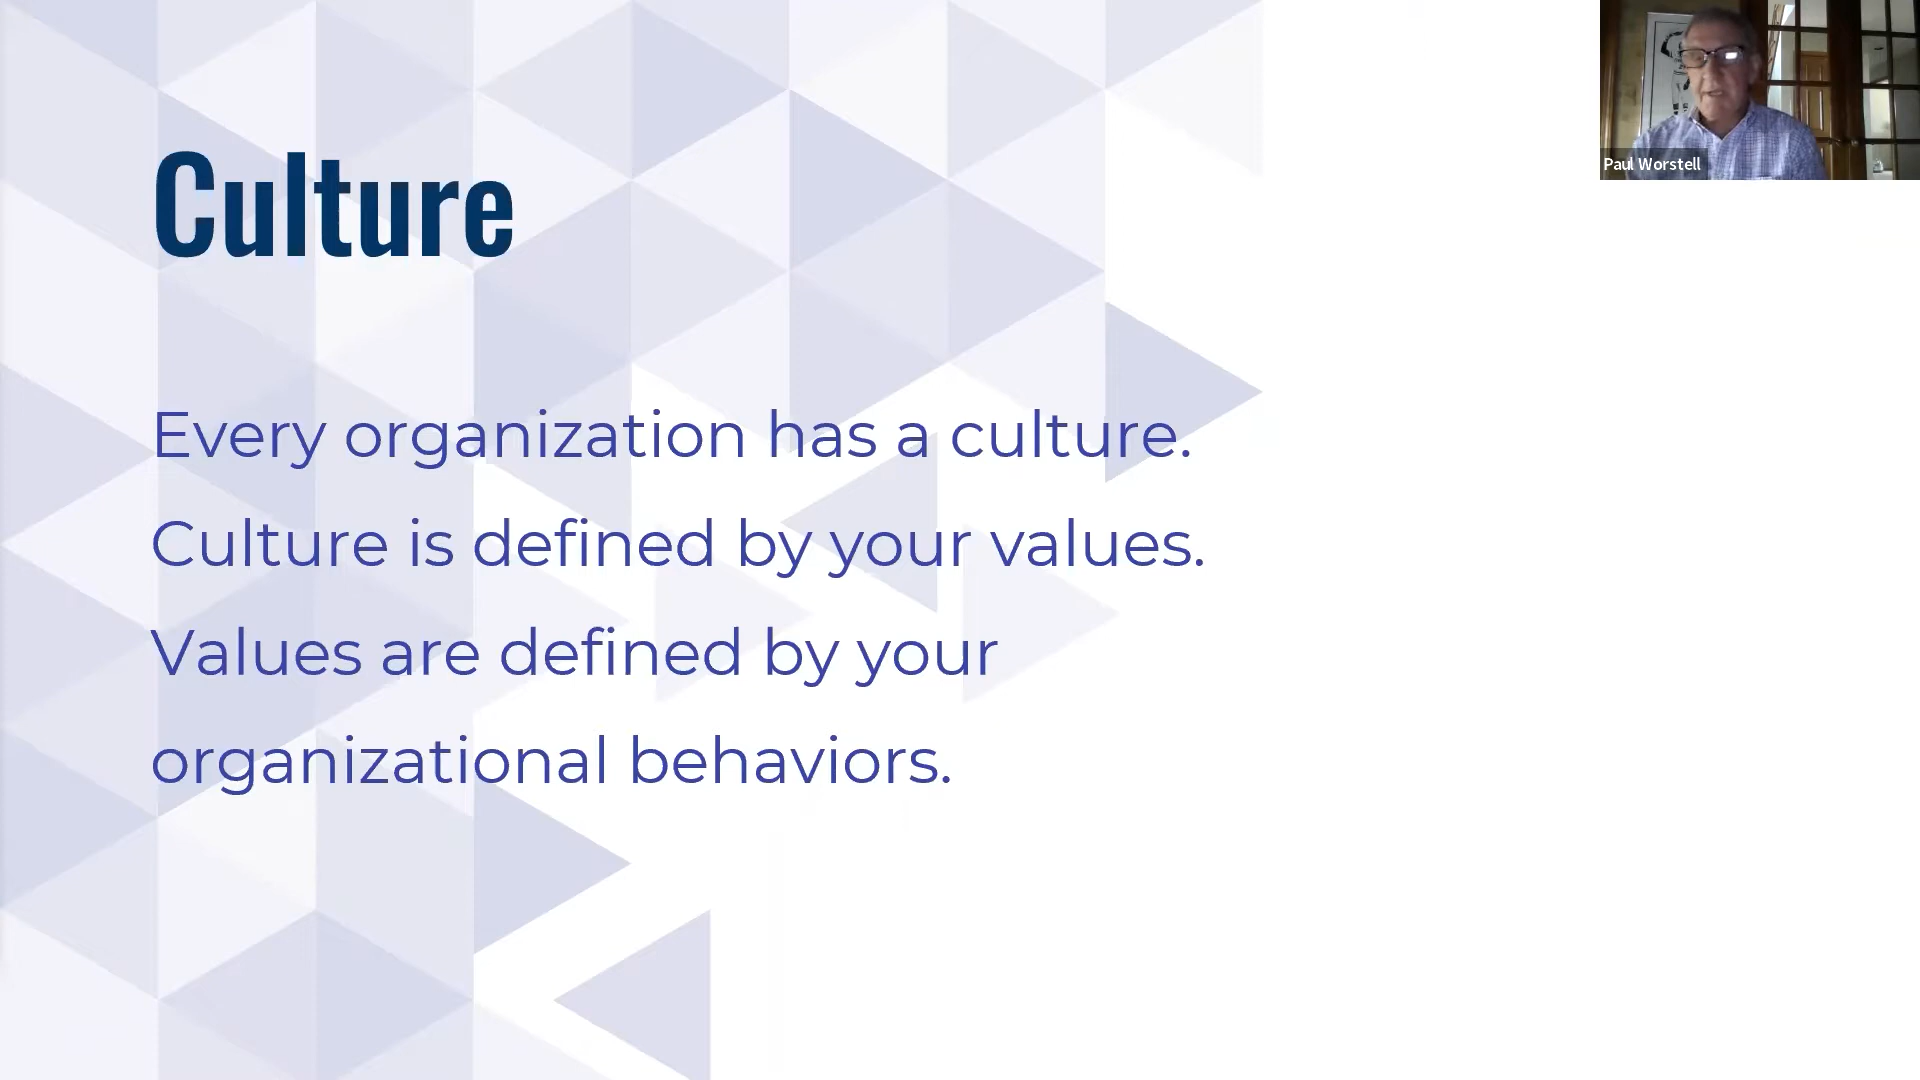 Culture
Every organization has a culture.
Culture is defined by your values.
Values are defined by your
organizational behaviors.
Paul Worstell